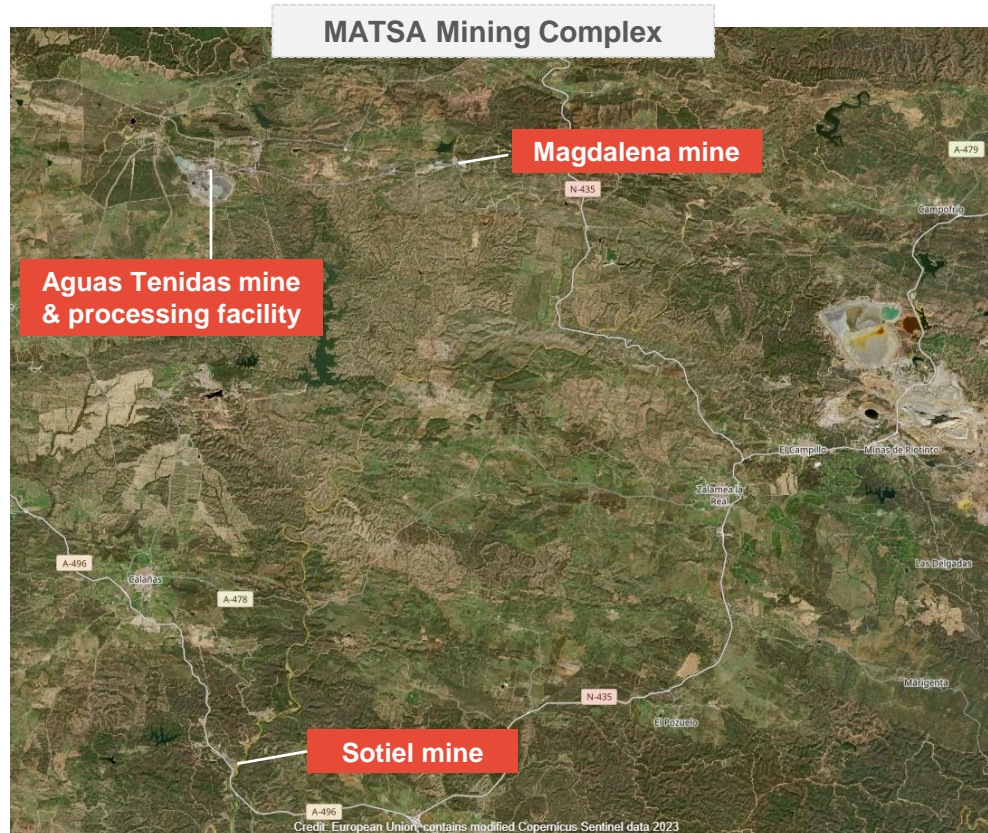 MATSA Mining Complex
Magdalena mine
A-479
N-435
Campofrío
Aguas Tenidas mine
& processing facility
El Campillo
Minas de Riotinto
Zalamea la
Real
A-496
Calañas
A-478
Las Delgadas
Marigenta
N-435
El Pozuelo
Sotiel mine
A-496
Credit: European Union, contains modified Copernicus Sentinel data 2023